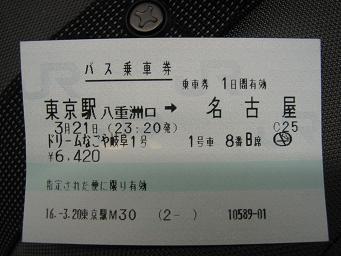 バス乗車券
乗車券 1日間有効
東京駅八重洲口 → 名古屋
3月21日 (23:20発) C25
ドリームなごや岐阜1号 1号車 8番B席
¥6,420
指定された便に限り有効
16.-3.20東京駅M30 (2- ) 10589-01